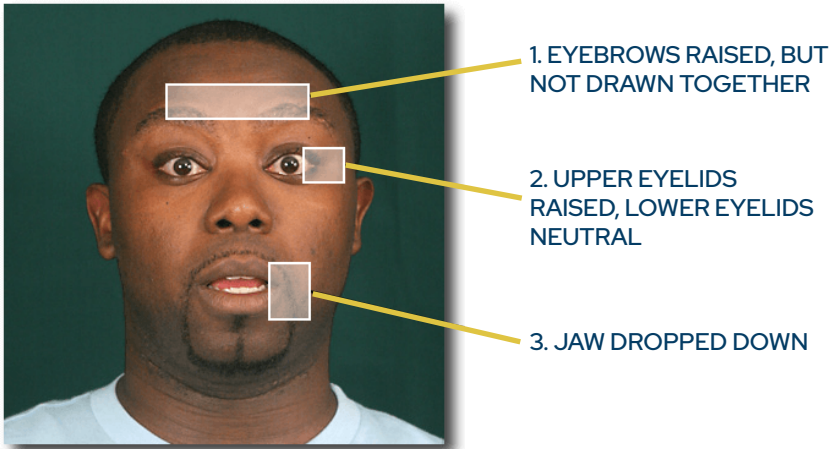 1. EYEBROWS RAISED, BUT
NOT DRAWN TOGETHER
2. UPPER EYELIDS
RAISED, LOWER EYELIDS
NEUTRAL
3. JAW DROPPED DOWN